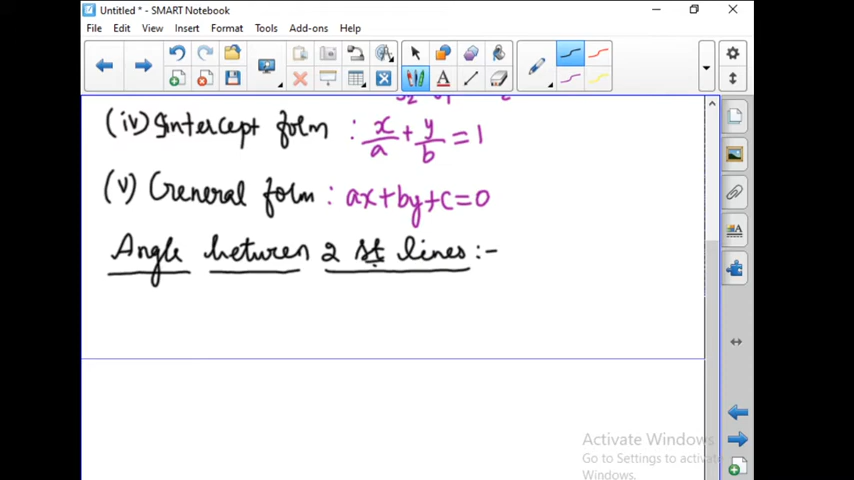 Untitled * - SMART Notebook
File Edit View Insert Format Tools Add-ons Help
(iv) Intercept form : x/a + y/b = 1
(v) General form : ax+by+c=0
Angle between 2 st lines :-
Activate Windows
Go to Settings to activate
Windows.